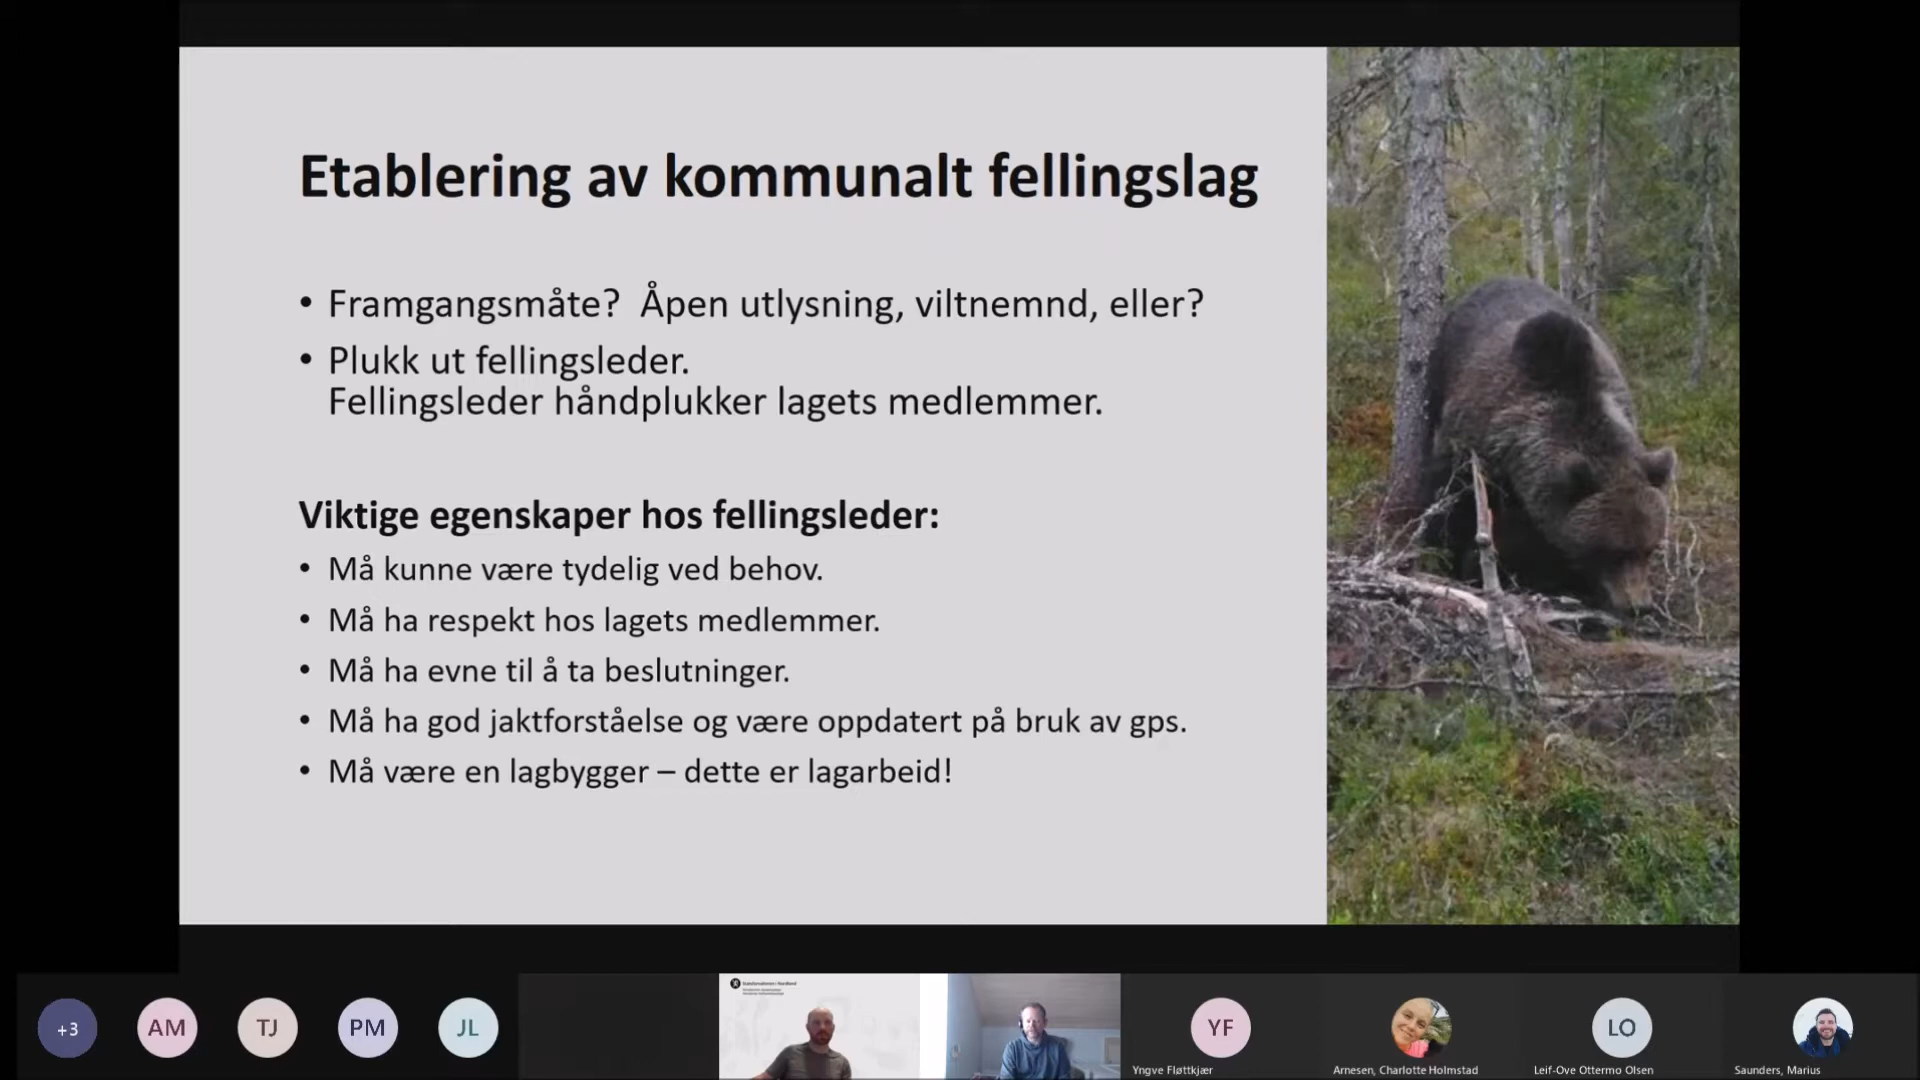 Etablering av kommunalt fellingslag
• Framgangsmåte? Åpen utlysning, viltnemnd, eller?
• Plukk ut fellingsleder.
Fellingsleder håndplukker lagets medlemmer.
Viktige egenskaper hos fellingsleder:
• Må kunne være tydelig ved behov.
• Må ha respekt hos lagets medlemmer.
• Må ha evne til å ta beslutninger.
• Må ha god jaktforståelse og være oppdatert på bruk av gps.
• Må være en lagbygger – dette er lagarbeid!
+3
AM
TJ
PM
JL
YF
LO
Yngve Fløttkjær
Arnesen, Charlotte Holmstad
Leif-Ove Ottermo Olsen
Saunders, Marius